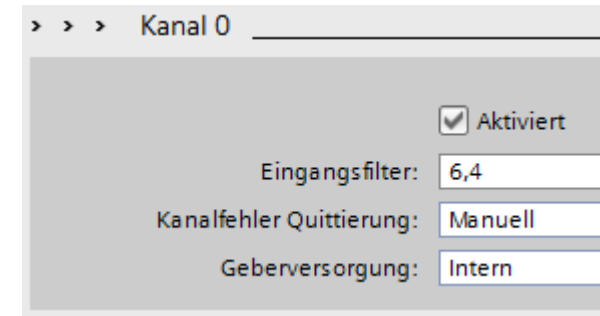 > > > Kanal 0
Aktiviert
Eingangsfilter: 6,4
Kanalfehler Quittierung: Manuell
Geberversorgung: Intern